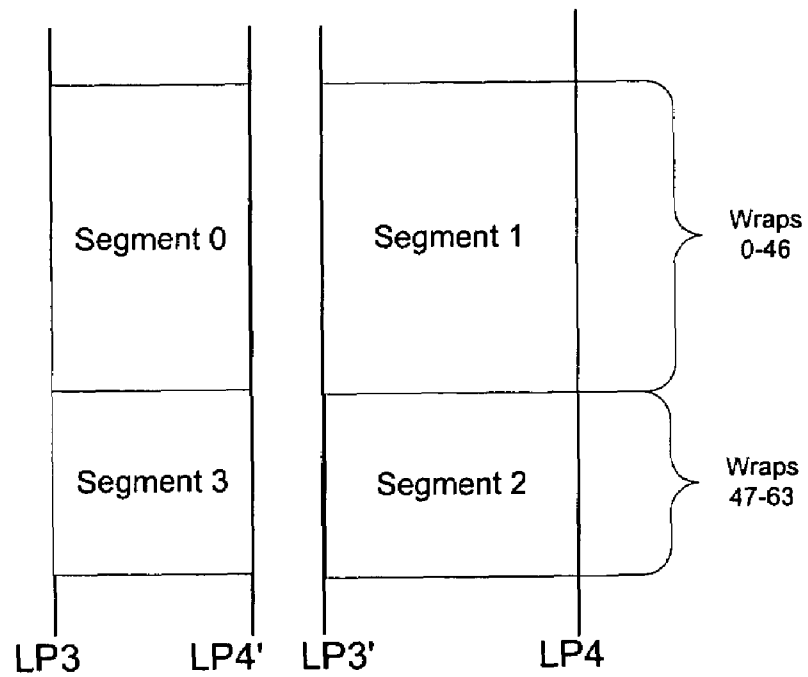 Segment 0
Segment 1
Wraps
0-46
Segment 3
Segment 2
Wraps
47-63
LP3
LP4'
LP3'
LP4